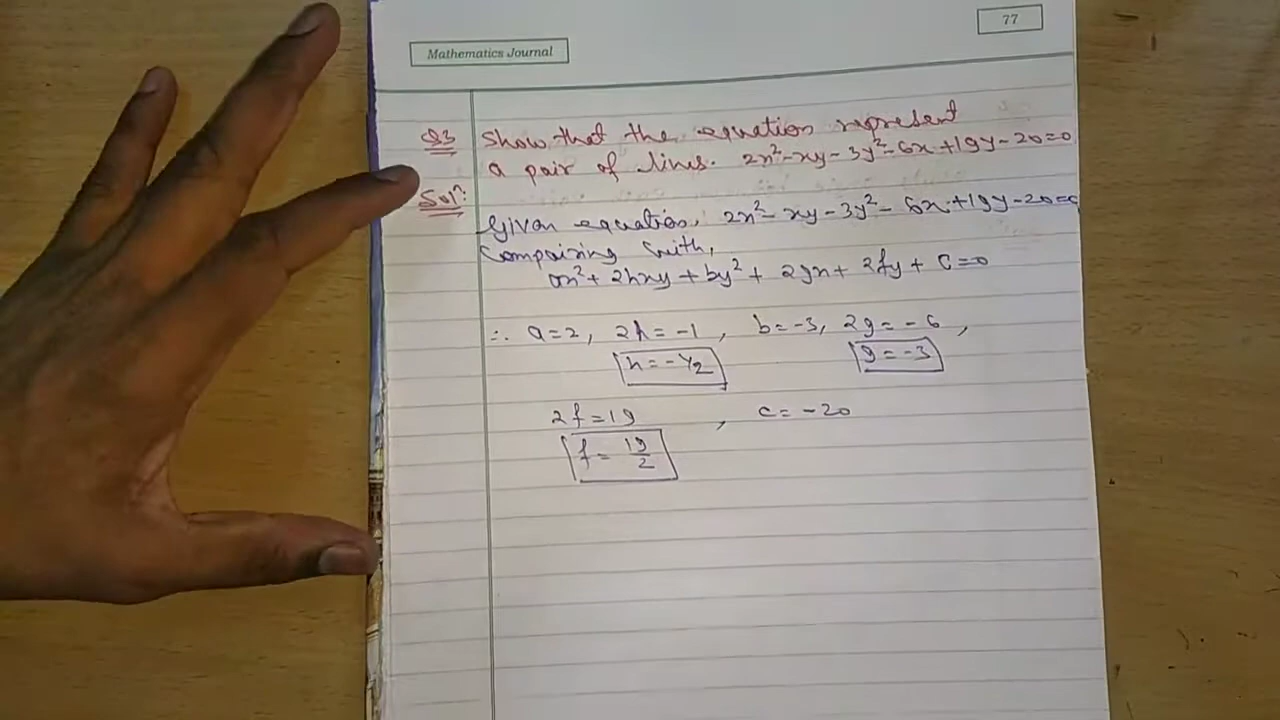 77
Mathematics Journal
Q3 Show that the equation represent
a pair of lines. 2x²-xy-3y²-6x+19y-20=0
Solⁿ:
Given equation, 2x²-xy-3y²-6x+19y-20=0
Comparing with,
ax²+2hxy+by²+2gx+2fy+c=0
∴ a=2, 2h=-1, b=-3, 2g=-6,
h=-1/2 g=-3
2f=19, c=-20
f=19/2